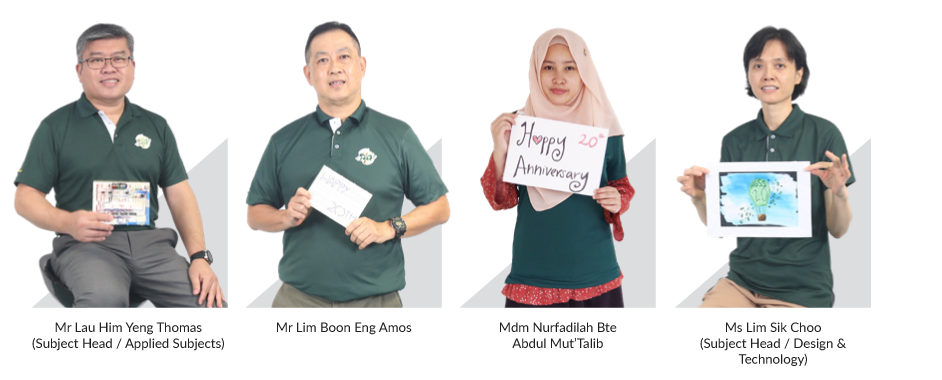 Happy 20th
Anniversary
Mr Lau Him Yeng Thomas
(Subject Head / Applied Subjects)
Mr Lim Boon Eng Amos
Mdm Nurfadilah Bte
Abdul Mut'Talib
Ms Lim Sik Choo
(Subject Head / Design &
Technology)